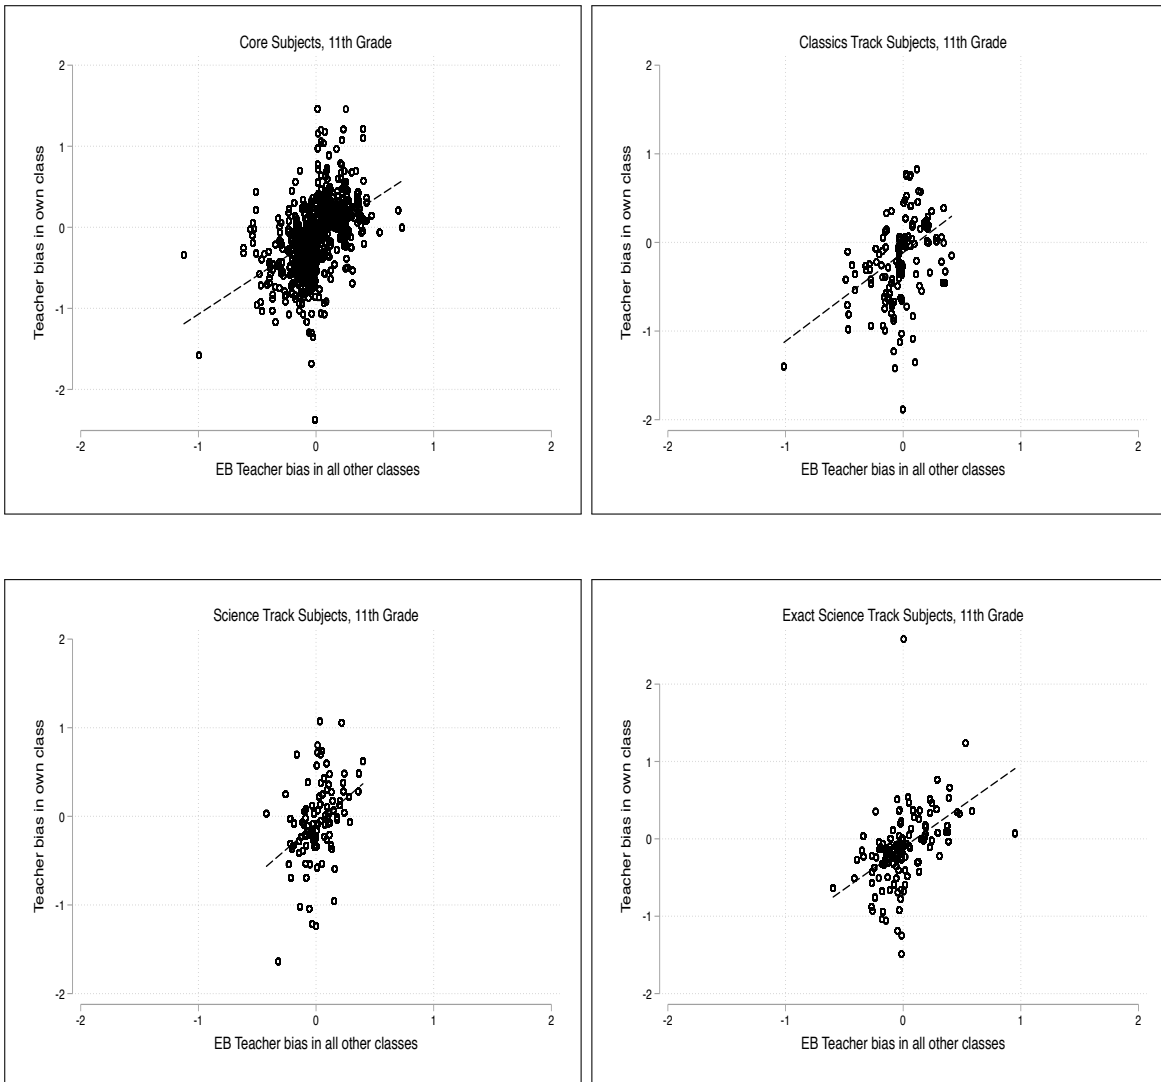 Core Subjects, 11th Grade
2
1
0
-1
-2
Teacher bias in own class
-2 -1 0 1 2
EB Teacher bias in all other classes
Classics Track Subjects, 11th Grade
2
1
0
-1
-2
Teacher bias in own class
-2 -1 0 1 2
EB Teacher bias in all other classes
Science Track Subjects, 11th Grade
2
1
0
-1
-2
Teacher bias in own class
-2 -1 0 1 2
EB Teacher bias in all other classes
Exact Science Track Subjects, 11th Grade
2
1
0
-1
-2
Teacher bias in own class
-2 -1 0 1 2
EB Teacher bias in all other classes